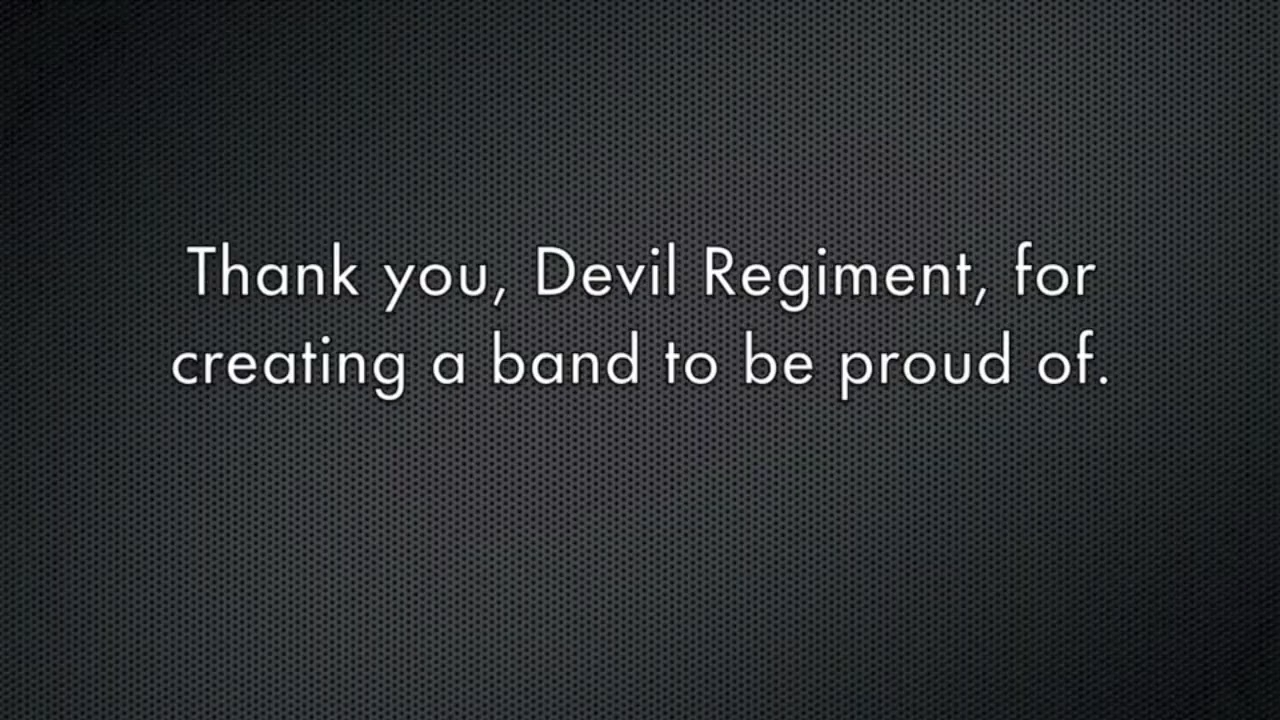 Thank you, Devil Regiment, for
creating a band to be proud of.